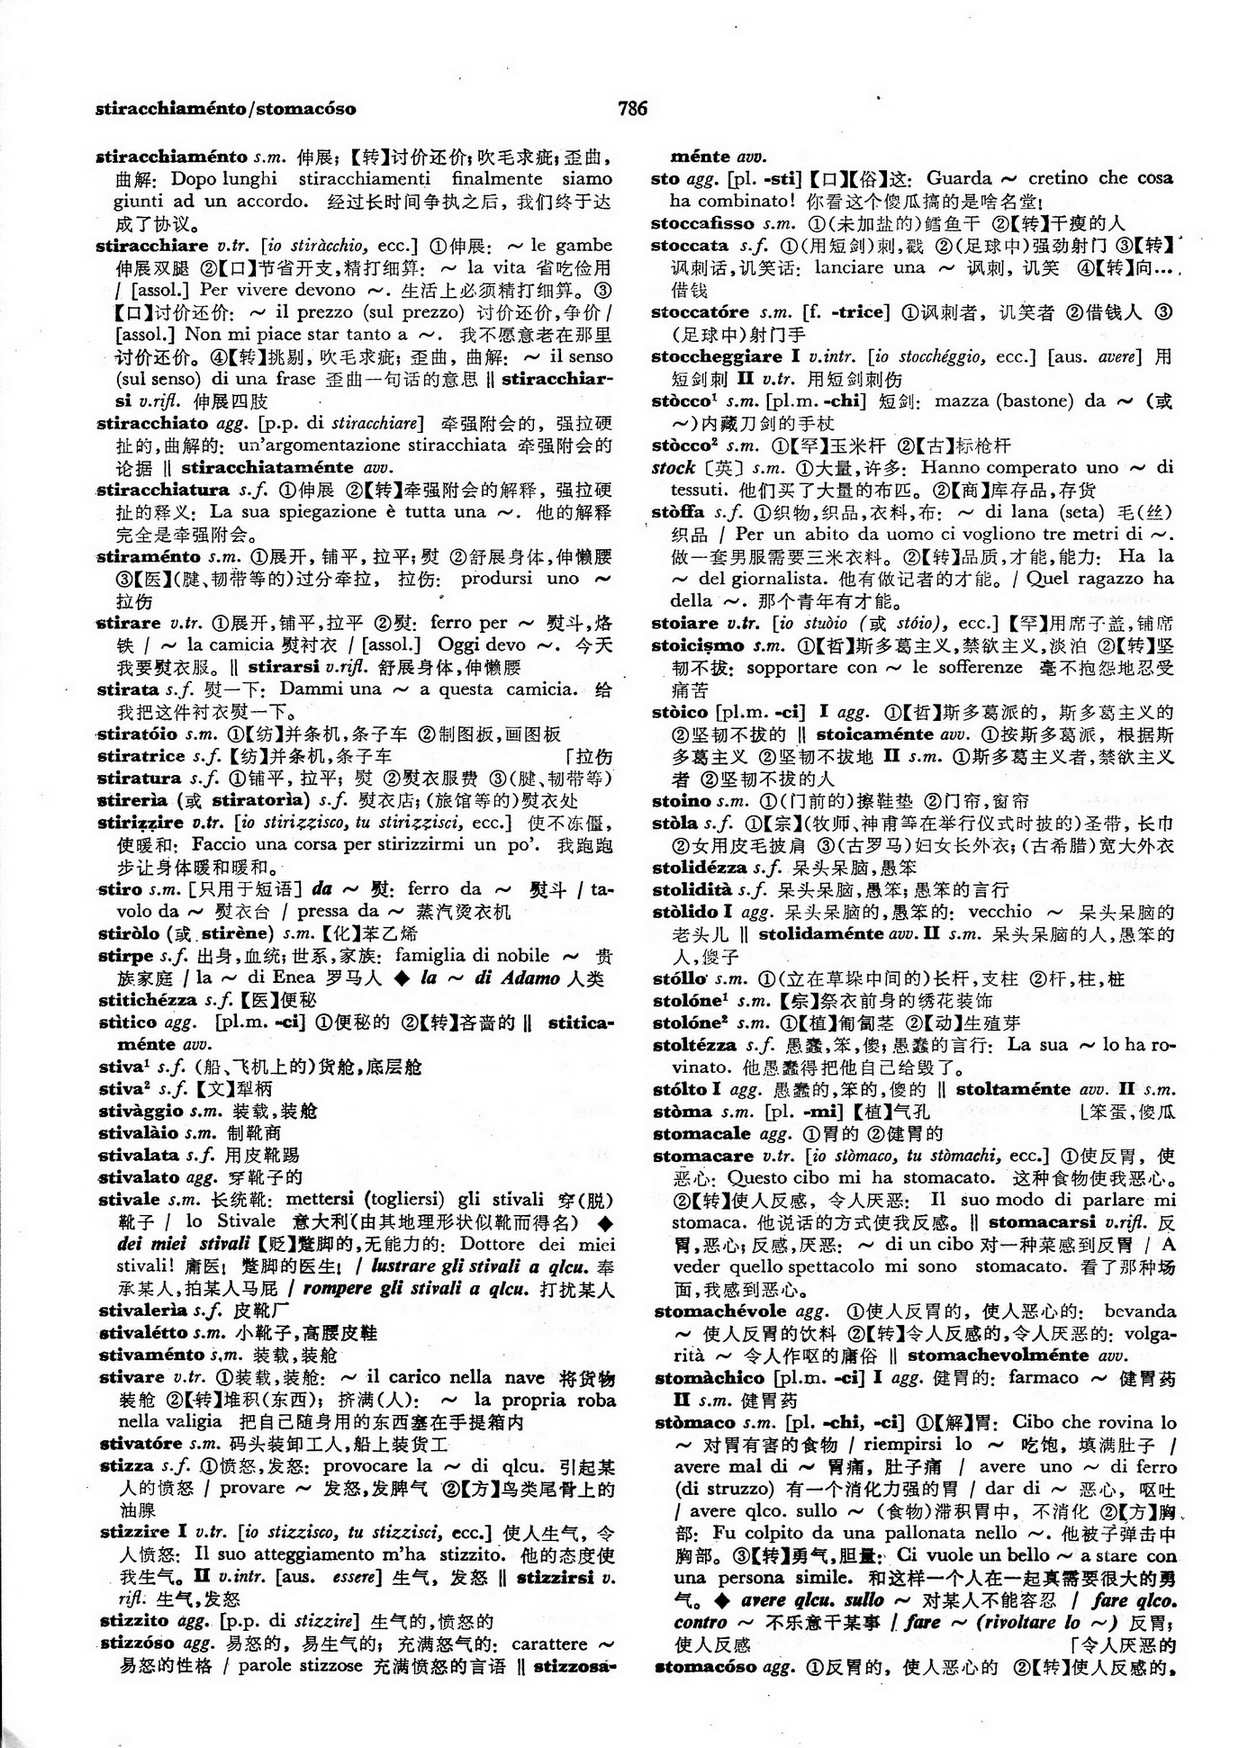 stiracchiaménto/stomacóso
786
stiracchiaménto s.m. 伸展；【转】讨价还价；吹毛求疵；歪曲，
曲解： Dopo lunghi stiracchiamenti finalmente siamo
giunti ad un accordo. 经过长时间争执之后，我们终于达
成了协议。
stiracchiare v.tr. [io stiràcchio, ecc.] ①伸展： ～ le gambe
伸展双腿 ②【口】节省开支，精打细算： ～ la vita 省吃俭用
/ [assol.] Per vivere devono ～. 生活上必须精打细算。③
【口】讨价还价： ～ il prezzo (sul prezzo) 讨价还价，争价 /
[assol.] Non mi piace star tanto a ～. 我不愿意老在那里
讨价还价。④【转】挑剔，吹毛求疵；歪曲，曲解： ～ il senso
(sul senso) di una frase 歪曲一句话的意思 ‖ stiracchiar-
si v.rifl. 伸展四肢
stiracchiato agg. [p.p. di stiracchiare] 牵强附会的，强拉硬
扯的，曲解的： un'argomentazione stiracchiata 牵强附会的
论据 ‖ stiracchiataménte avv.
stiracchiatura s.f. ①伸展 ②【转】牵强附会的解释，强拉硬
扯的释义： La sua spiegazione è tutta una ～. 他的解释
完全是牵强附会。
stiraménto s.m. ①展开，铺平，拉平；熨 ②舒展身体，伸懒腰
③【医】(腱、韧带等的)过分牵拉，拉伤： prodursi uno ～
拉伤
stirare v.tr. ①展开，铺平，拉平 ②熨： ferro per ～ 熨斗，烙
铁 / ～ la camicia 熨衬衣 / [assol.] Oggi devo ～. 今天
我要熨衣服。‖ stirarsi v.rifl. 舒展身体，伸懒腰
stirata s.f. 熨一下： Dammi una ～ a questa camicia. 给
我把这件衬衣熨一下。
stiratóio s.m. ①【纺】并条机，条子车 ②制图板，画图板
stiratrice s.f.【纺】并条机，条子车 「拉伤
stiratura s.f. ①铺平，拉平；熨 ②熨衣服费 ③(腱、韧带等)
stirerìa (或 stiratorìa) s.f. 熨衣店；(旅馆等的)熨衣处
stirizzire v.tr. [io stirizzisco, tu stirizzisci, ecc.] 使不冻僵，
使暖和： Faccio una corsa per stirizzirmi un po'. 我跑跑
步让身体暖和暖和。
stiro s.m. [只用于短语] da ～ 熨： ferro da ～ 熨斗 / ta-
volo da ～ 熨衣台 / pressa da ～ 蒸汽烫衣机
stiròlo (或 stirène) s.m.【化】苯乙烯
stirpe s.f. 出身，血统；世系，家族： famiglia di nobile ～ 贵
族家庭 / la ～ di Enea 罗马人 ◆ la ～ di Adamo 人类
stitichézza s.f.【医】便秘
stìtico agg. [pl.m. -ci] ①便秘的 ②【转】吝啬的 ‖ stitica-
ménte avv.
stiva¹ s.f. (船、飞机上的)货舱，底层舱
stiva² s.f.【文】犁柄
stivàggio s.m. 装载，装舱
stivalàio s.m. 制靴商
stivalata s.f. 用皮靴踢
stivalato agg. 穿靴子的
stivale s.m. 长统靴： mettersi (togliersi) gli stivali 穿(脱)
靴子 / lo Stivale 意大利(由其地理形状似靴而得名) ◆
dei miei stivali【贬】蹩脚的，无能力的： Dottore dei miei
stivali! 庸医！蹩脚的医生！ / lustrare gli stivali a qlcu. 奉
承某人，拍某人马屁 / rompere gli stivali a qlcu. 打扰某人
stivalerìa s.f. 皮靴厂
stivalétto s.m. 小靴子，高腰皮鞋
stivaménto s.m. 装载，装舱
stivare v.tr. ①装载，装舱： ～ il carico nella nave 将货物
装舱 ②【转】堆积(东西)；挤满(人)： ～ la propria roba
nella valigia 把自己随身用的东西塞在手提箱内
stivatóre s.m. 码头装卸工人，船上装货工
stizza s.f. ①愤怒，发怒： provocare la ～ di qlcu. 引起某
人的愤怒 / provare ～ 发怒，发脾气 ②【方】鸟类尾骨上的
油腺
stizzire I v.tr. [io stizzisco, tu stizzisci, ecc.] 使人生气，令
人愤怒： Il suo atteggiamento m'ha stizzito. 他的态度使
我生气。II v.intr. [aus. essere] 生气，发怒 ‖ stizzirsi v.
rifl. 生气，发怒
stizzito agg. [p.p. di stizzire] 生气的，愤怒的
stizzóso agg. 易怒的，易生气的；充满怒气的： carattere ～
易怒的性格 / parole stizzose 充满愤怒的言语 ‖ stizzosa-
ménte avv.
sto agg. [pl. -sti]【口】【俗】这： Guarda ～ cretino che cosa
ha combinato! 你看这个傻瓜搞的是啥名堂！
stoccafisso s.m. ①(未加盐的)鳕鱼干 ②【转】干瘦的人
stoccata s.f. ①(用短剑)刺，戳 ②(足球中)强劲射门 ③【转】
讽刺话，讥笑话： lanciare una ～ 讽刺，讥笑 ④【转】向…
借钱
stoccatóre s.m. [f. -trice] ①讽刺者，讥笑者 ②借钱人 ③
(足球中)射门手
stoccheggiare I v.intr. [io stocchéggio, ecc.] [aus. avere] 用
短剑刺 II v.tr. 用短剑刺伤
stòcco¹ s.m. [pl.m. -chi] 短剑： mazza (bastone) da ～ (或
～)内藏刀剑的手杖
stòcco² s.m. ①【罕】玉米杆 ②【古】标枪杆
stock〔英〕s.m. ①大量，许多： Hanno comperato uno ～ di
tessuti. 他们买了大量的布匹。②【商】库存品，存货
stòffa s.f. ①织物，织品，衣料，布： ～ di lana (seta) 毛(丝)
织品 / Per un abito da uomo ci vogliono tre metri di ～.
做一套男服需要三米衣料。②【转】品质，才能，能力： Ha la
～ del giornalista. 他有做记者的才能。/ Quel ragazzo ha
della ～. 那个青年有才能。
stoiare v.tr. [io stuòio (或 stóio), ecc.]【罕】用席子盖，铺席
stoicismo s.m. ①【哲】斯多葛主义，禁欲主义，淡泊 ②【转】坚
韧不拔： sopportare con ～ le sofferenze 毫不抱怨地忍受
痛苦
stòico [pl.m. -ci] I agg. ①【哲】斯多葛派的，斯多葛主义的
②坚韧不拔的 ‖ stoicaménte avv. ①按斯多葛派，根据斯
多葛主义 ②坚韧不拔地 II s.m. ①斯多葛主义者，禁欲主义
者 ②坚韧不拔的人
stoino s.m. ①(门前的)擦鞋垫 ②门帘，窗帘
stòla s.f. ①【宗】(牧师、神甫等在举行仪式时披的)圣带，长巾
②女用皮毛披肩 ③(古罗马)妇女长外衣；(古希腊)宽大外衣
stolidézza s.f. 呆头呆脑，愚笨
stolidità s.f. 呆头呆脑，愚笨；愚笨的言行
stòlido I agg. 呆头呆脑的，愚笨的： vecchio ～ 呆头呆脑的
老头儿 ‖ stolidaménte avv. II s.m. 呆头呆脑的人，愚笨的
人，傻子
stóllo s.m. ①(立在草垛中间的)长杆，支柱 ②杆，柱，桩
stolóne¹ s.m.【宗】祭衣前身的绣花装饰
stolóne² s.m. ①【植】匍匐茎 ②【动】生殖芽
stoltézza s.f. 愚蠢，笨，傻；愚蠢的言行： La sua ～ lo ha ro-
vinato. 他愚蠢得把他自己给毁了。
stólto I agg. 愚蠢的，笨的，傻的 ‖ stoltaménte avv. II s.m.
stòma s.m. [pl. -mi]【植】气孔 ⌊笨蛋，傻瓜
stomacale agg. ①胃的 ②健胃的
stomacare v.tr. [io stòmaco, tu stòmachi, ecc.] ①使反胃，使
恶心： Questo cibo mi ha stomacato. 这种食物使我恶心。
②【转】使人反感，令人厌恶： Il suo modo di parlare mi
stomaca. 他说话的方式使我反感。‖ stomacarsi v.rifl. 反
胃，恶心；反感，厌恶： ～ di un cibo 对一种菜感到反胃 / A
veder quello spettacolo mi sono stomacato. 看了那种场
面，我感到恶心。
stomachévole agg. ①使人反胃的，使人恶心的： bevanda
～ 使人反胃的饮料 ②【转】令人反感的，令人厌恶的： volga-
rità ～ 令人作呕的庸俗 ‖ stomachevolménte avv.
stomàchico [pl.m. -ci] I agg. 健胃的： farmaco ～ 健胃药
II s.m. 健胃药
stòmaco s.m. [pl. -chi, -ci] ①【解】胃： Cibo che rovina lo
～ 对胃有害的食物 / riempirsi lo ～ 吃饱，填满肚子 /
avere mal di ～ 胃痛，肚子痛 / avere uno ～ di ferro
(di struzzo) 有一个消化力强的胃 / dar di ～ 恶心，呕吐
/ avere qlco. sullo ～ (食物)滞积胃中，不消化 ②【方】胸
部： Fu colpito da una pallonata nello ～. 他被子弹击中
胸部。③【转】勇气，胆量： Ci vuole un bello ～ a stare con
una persona simile. 和这样一个人在一起真需要很大的勇
气。◆ avere qlcu. sullo ～ 对某人不能容忍 / fare qlco.
contro ～ 不乐意干某事 / fare ～ (rivoltare lo ～) 反胃；
使人反感 「令人厌恶的
stomacóso agg. ①反胃的，使人恶心的 ②【转】使人反感的，